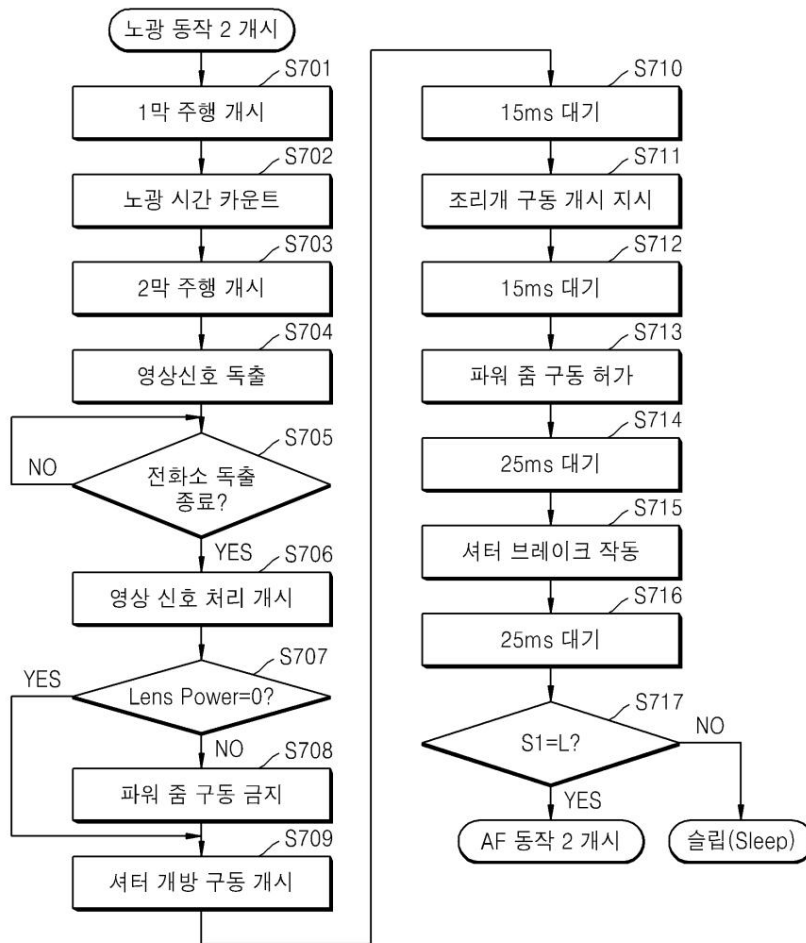 노광 동작 2 개시
S701
1막 주행 개시
S702
노광 시간 카운트
S703
2막 주행 개시
S704
영상신호 독출
S705
전화소 독출
종료?
NO
YES
S706
영상 신호 처리 개시
S707
Lens Power=0?
YES
NO
S708
파워 줌 구동 금지
S709
셔터 개방 구동 개시
S710
15ms 대기
S711
조리개 구동 개시 지시
S712
15ms 대기
S713
파워 줌 구동 허가
S714
25ms 대기
S715
셔터 브레이크 작동
S716
25ms 대기
S717
S1=L?
NO
YES
AF 동작 2 개시
슬립(Sleep)